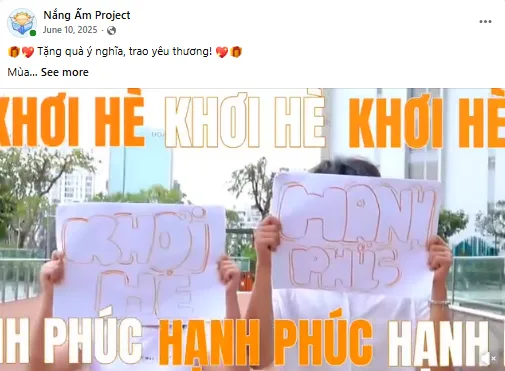 Nắng Ấm Project
June 10, 2025 ·
🎁💖 Tặng quà ý nghĩa, trao yêu thương! 💖🎁
Mùa... See more
KHƠI HÈ KHƠI HÈ KHƠI HÈ
KHƠI
HÈ
HẠNH
PHÚC
NH PHÚC HẠNH PHÚC HẠNH